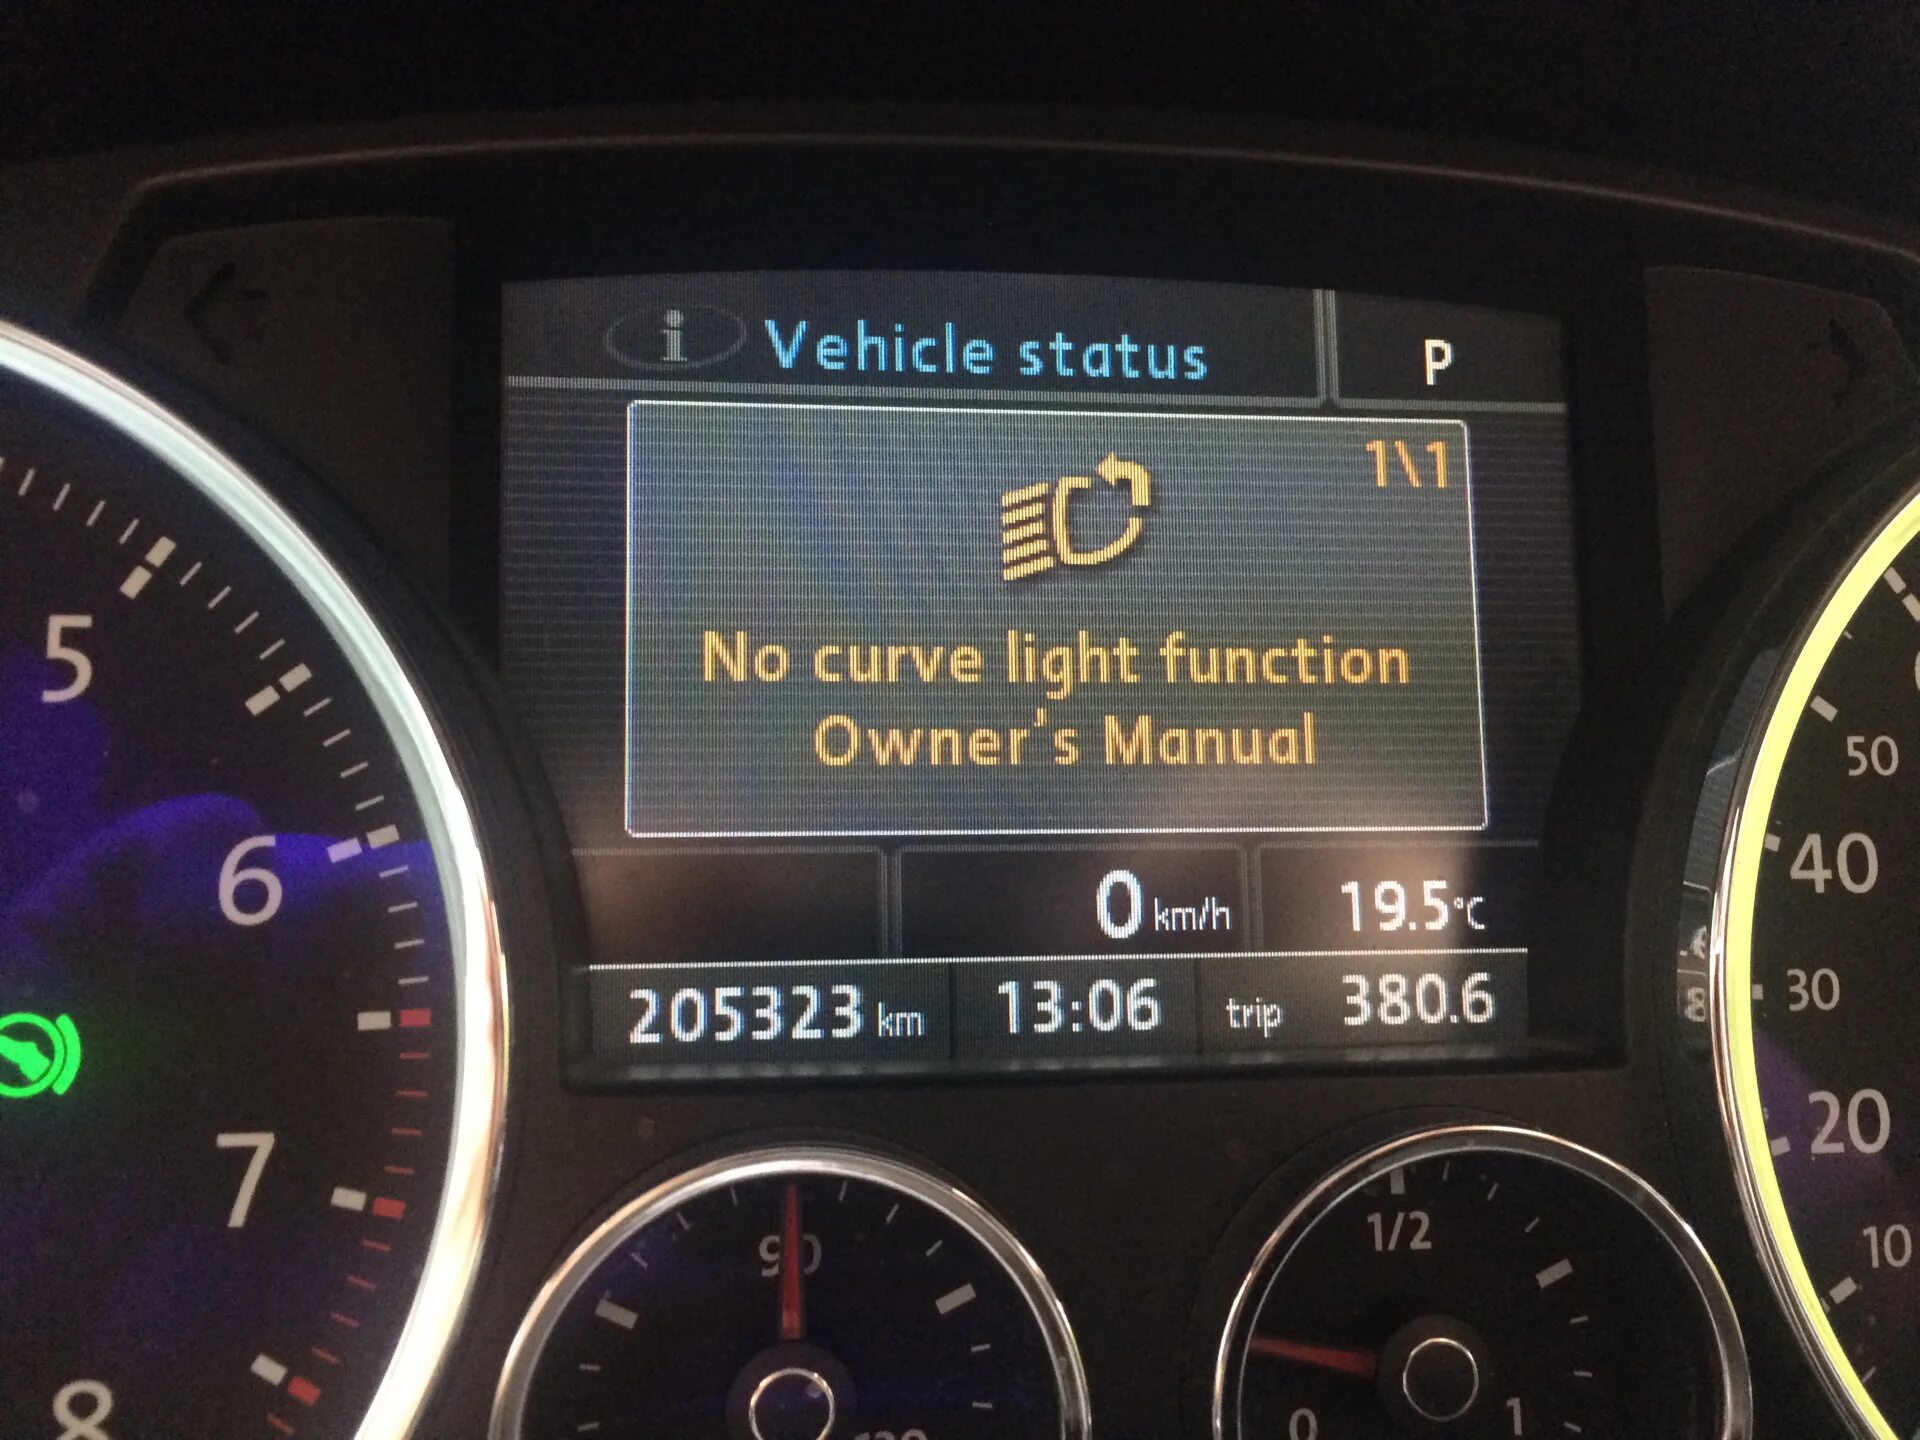 i Vehicle status P
1\1
No curve light function
Owner's Manual
0 km/h 19.5°C
205323 km 13:06 trip 380.6
5
6
7
8
90
1/2
0
1
50
40
30
20
10